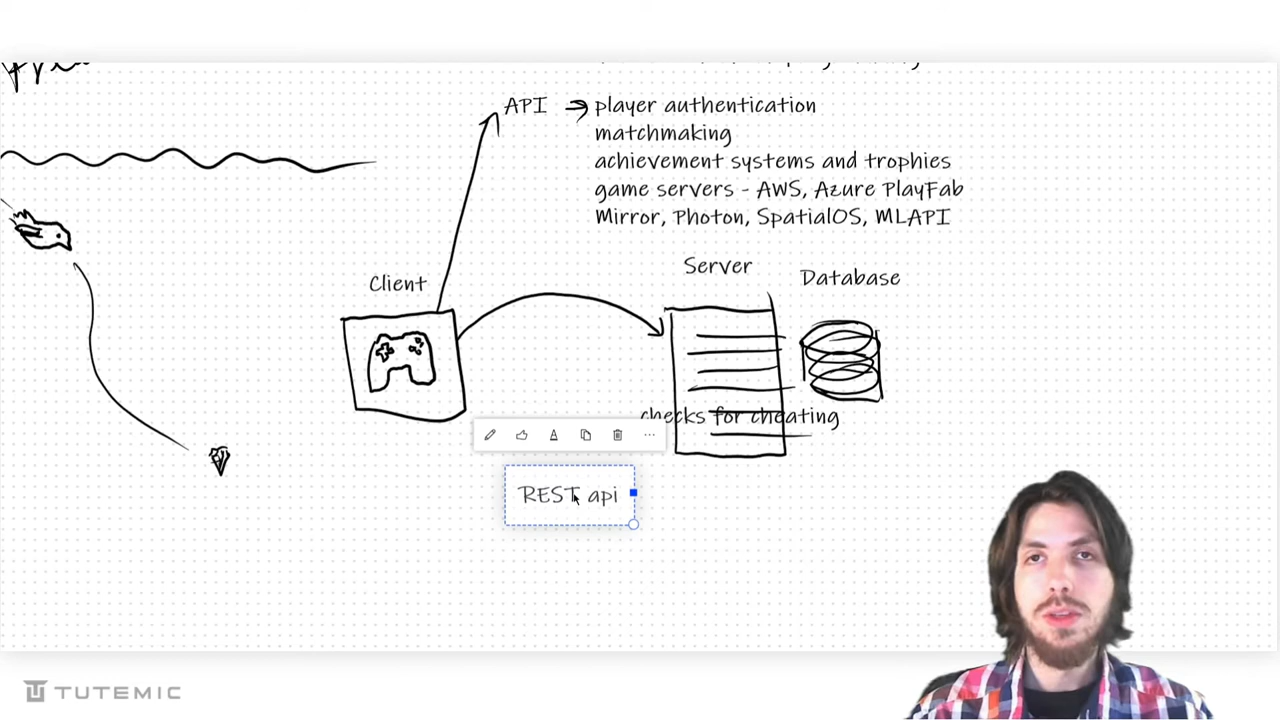 API → player authentication
matchmaking
achievement systems and trophies
game servers - AWS, Azure PlayFab
Mirror, Photon, SpatialOS, MLAPI
Client
Server
Database
checks for cheating
REST api
TUTEMIC